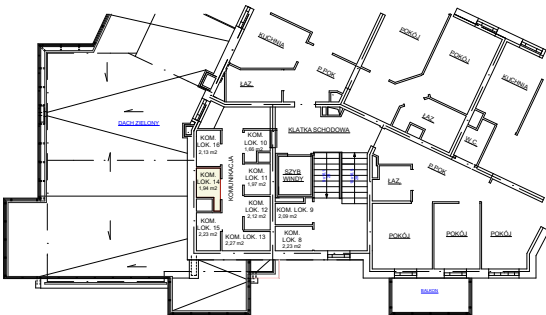 KUCHNIA
POKÓJ
POKÓJ
KUCHNIA
P.POK
ŁAZ.
ŁAZ.
W.C.
DACH ZIELONY
KLATKA SCHODOWA
KOM.
LOK. 16
2,13 m2
KOM.
LOK. 10
1,66 m2
KOMUNIKACJA
KOM.
LOK. 14
1,94 m2
KOM.
LOK. 11
1,97 m2
SZYB
WINDY
P.POK
ŁAZ.
KOM.
LOK. 12
2,12 m2
KOM. LOK. 9
2,09 m2
KOM.
LOK. 15
2,23 m2
KOM. LOK. 13
2,27 m2
KOM. LOK. 8
2,23 m2
POKÓJ
POKÓJ
POKÓJ
BALKON